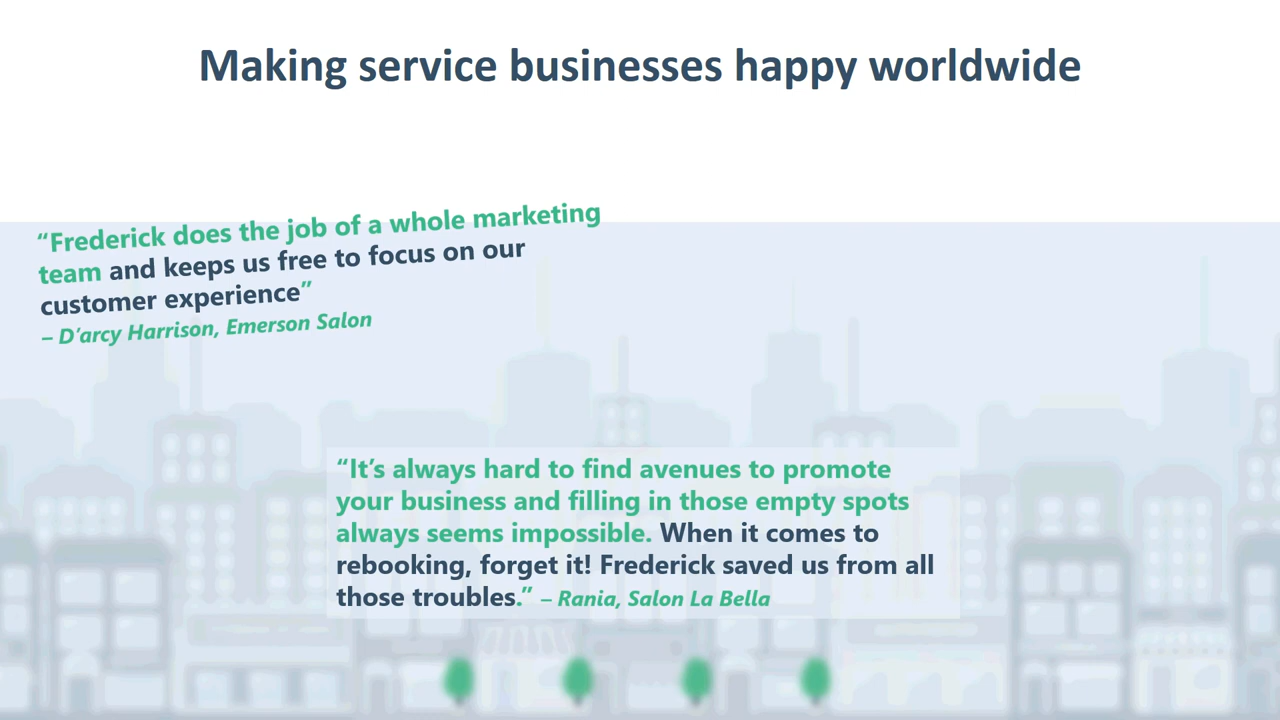 Making service businesses happy worldwide
“Frederick does the job of a whole marketing
team and keeps us free to focus on our
customer experience”
– D’arcy Harrison, Emerson Salon
“It’s always hard to find avenues to promote
your business and filling in those empty spots
always seems impossible. When it comes to
rebooking, forget it! Frederick saved us from all
those troubles.” – Rania, Salon La Bella